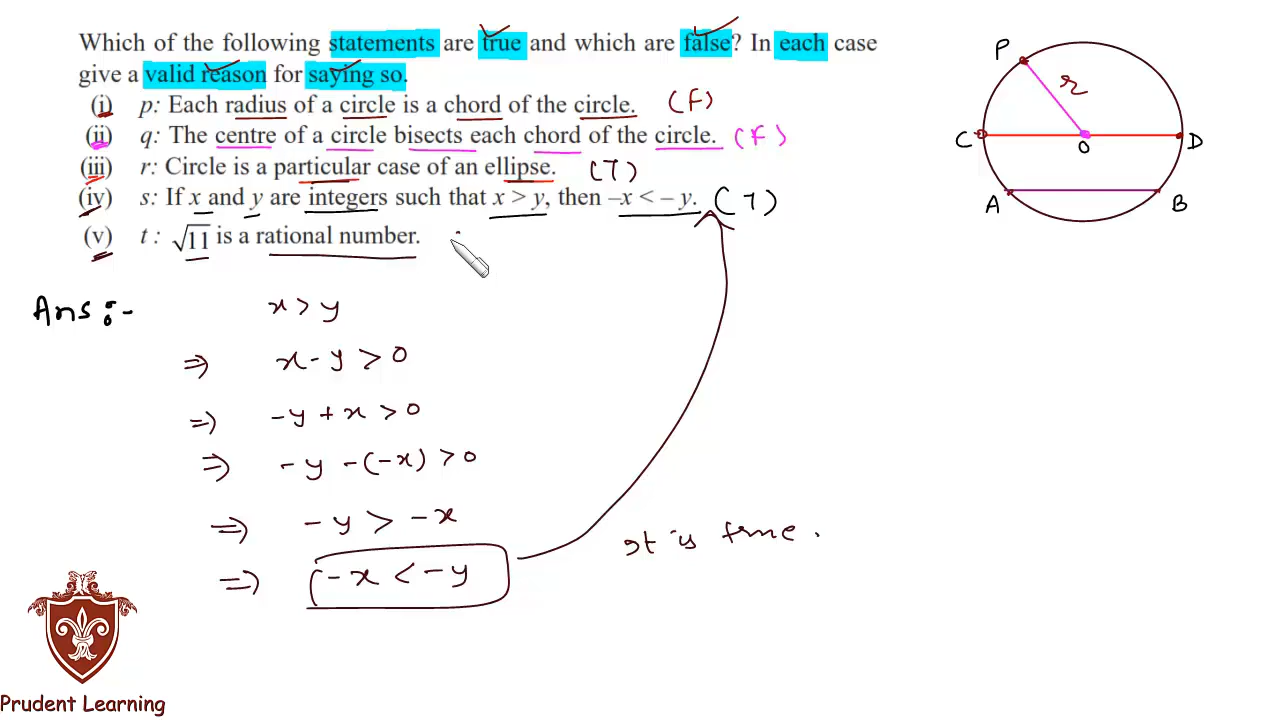 Which of the following statements are true and which are false? In each case
give a valid reason for saying so.
(i) p: Each radius of a circle is a chord of the circle. (F)
(ii) q: The centre of a circle bisects each chord of the circle. (F)
(iii) r: Circle is a particular case of an ellipse. (T)
(iv) s: If x and y are integers such that x > y, then –x < – y. (T)
(v) t : √11 is a rational number.
P
r
C
O
D
A
B
Ans :-
x > y
=> x - y > 0
=> -y + x > 0
=> -y - (-x) > 0
=> -y > -x
=> -x < -y
It is true.
Prudent Learning